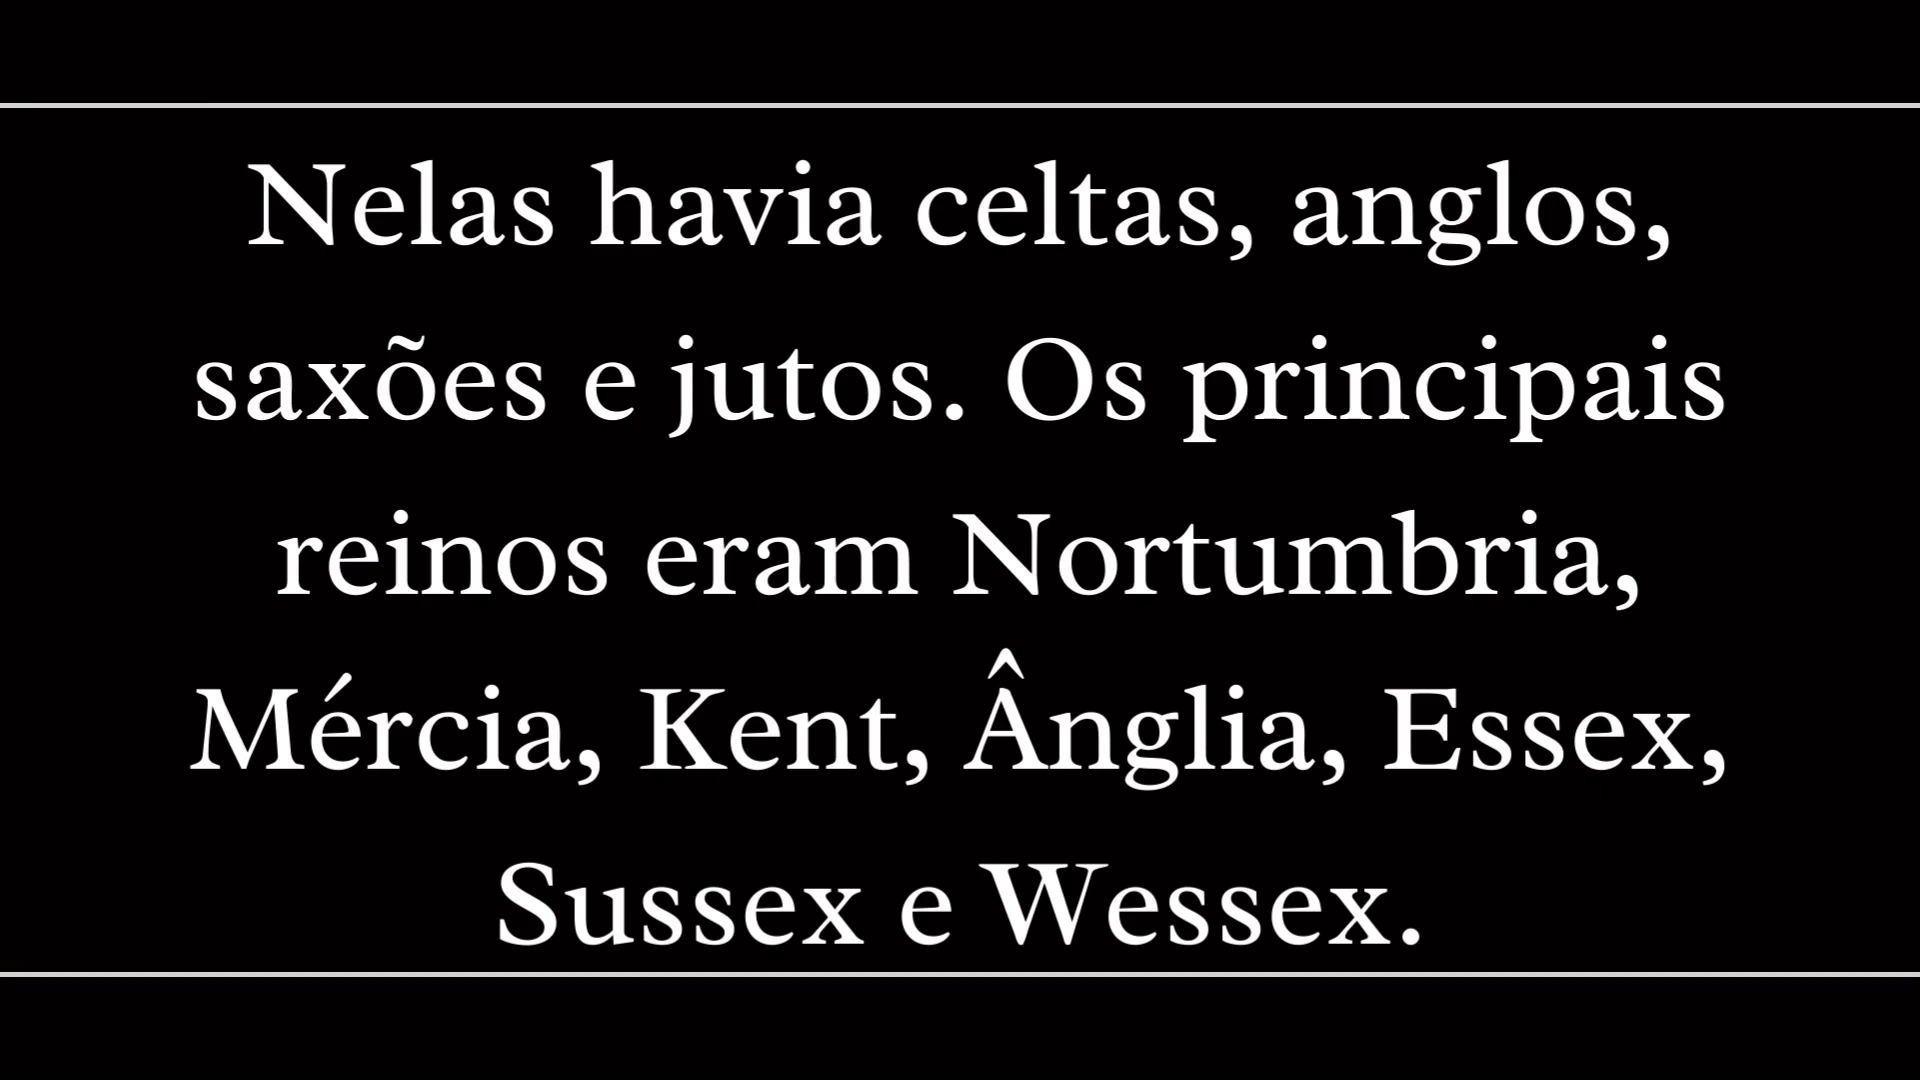 Nelas havia celtas, anglos,
saxões e jutos. Os principais
reinos eram Nortumbria,
Mércia, Kent, Ânglia, Essex,
Sussex e Wessex.